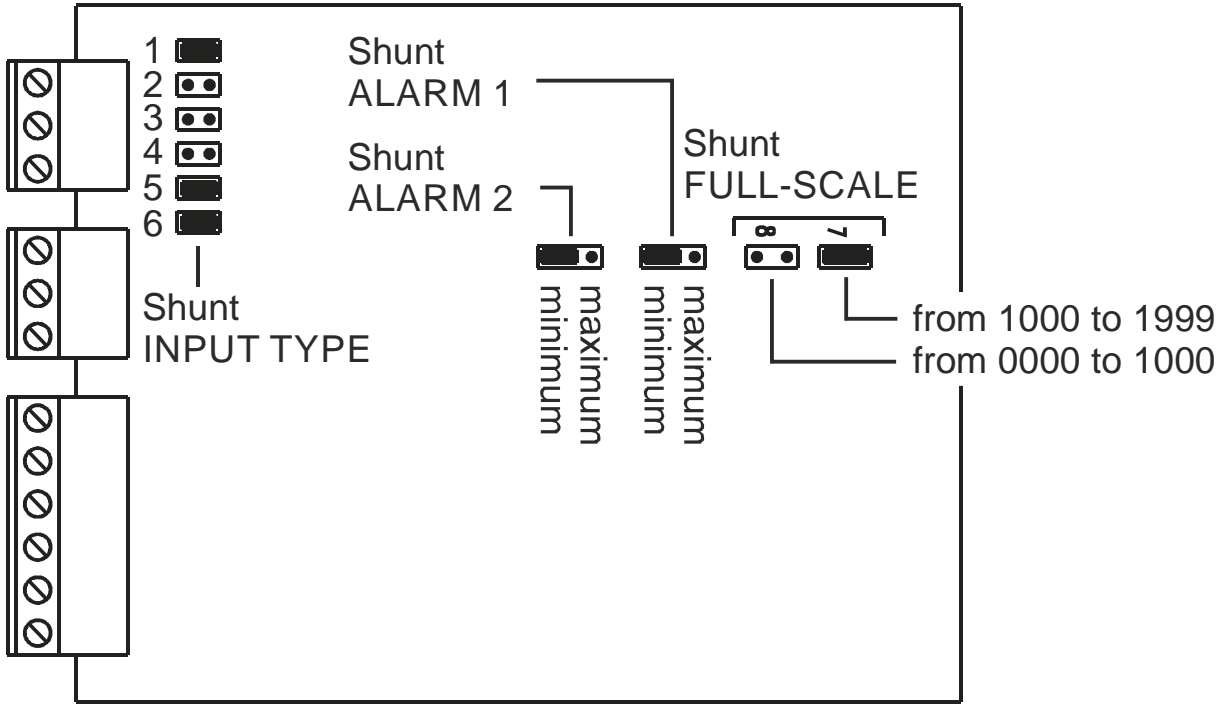 1
2
3
4
5
6
Shunt
INPUT TYPE
Shunt
ALARM 1
Shunt
ALARM 2
Shunt
FULL-SCALE
8
7
minimum
maximum
minimum
maximum
from 1000 to 1999
from 0000 to 1000